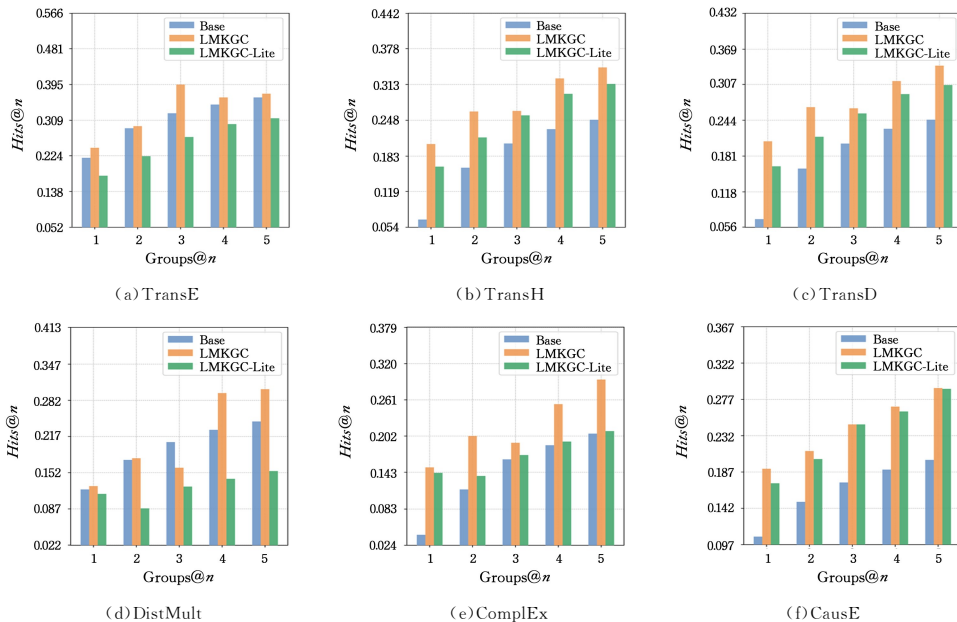 0.566
0.481
0.395
0.309
0.224
0.138
0.052
Hits@n
Base
LMKGC
LMKGC-Lite
1 2 3 4 5
Groups@n
(a) TransE
0.442
0.378
0.313
0.248
0.183
0.119
0.054
Hits@n
Base
LMKGC
LMKGC-Lite
1 2 3 4 5
Groups@n
(b) TransH
0.432
0.369
0.307
0.244
0.181
0.118
0.056
Hits@n
Base
LMKGC
LMKGC-Lite
1 2 3 4 5
Groups@n
(c) TransD
0.413
0.347
0.282
0.217
0.152
0.087
0.022
Hits@n
Base
LMKGC
LMKGC-Lite
1 2 3 4 5
Groups@n
(d) DistMult
0.379
0.320
0.261
0.202
0.143
0.083
0.024
Hits@n
Base
LMKGC
LMKGC-Lite
1 2 3 4 5
Groups@n
(e) ComplEx
0.367
0.322
0.277
0.232
0.187
0.142
0.097
Hits@n
Base
LMKGC
LMKGC-Lite
1 2 3 4 5
Groups@n
(f) CausE